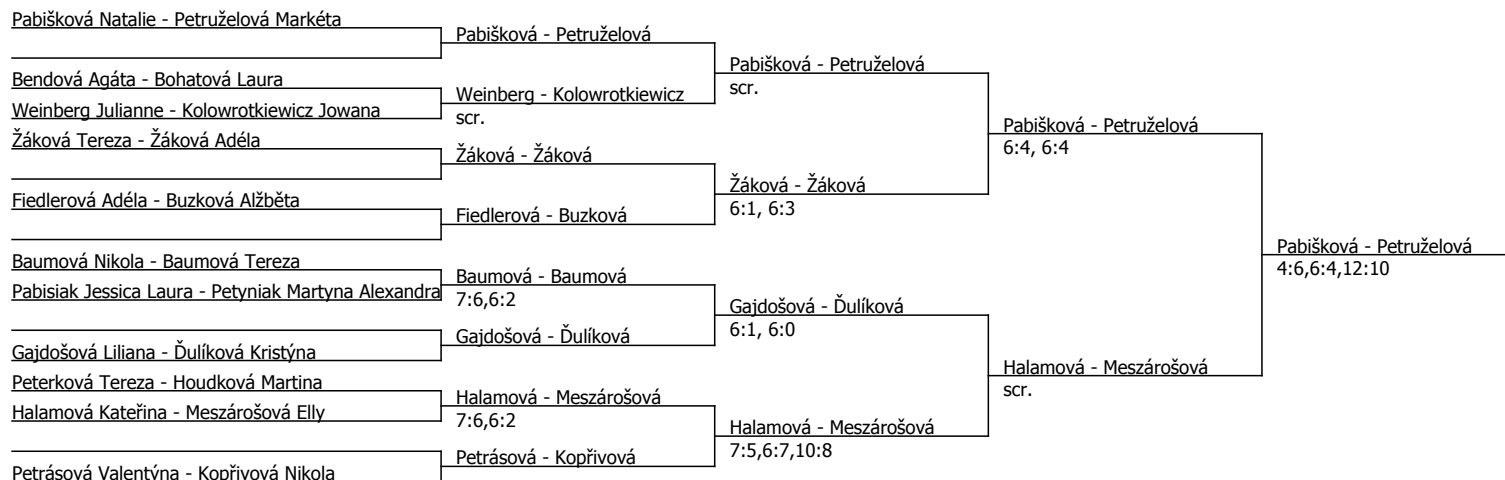 Pabišková Natalie - Petruželová Markéta
Bendová Agáta - Bohatová Laura
Weinberg Julianne - Kolowrotkiewicz Jowana
Žáková Tereza - Žáková Adéla
Fiedlerová Adéla - Buzková Alžběta
Baumová Nikola - Baumová Tereza
Pabisiak Jessica Laura - Petyniak Martyna Alexandra
Gajdošová Liliana - Ďulíková Kristýna
Peterková Tereza - Houdková Martina
Halamová Kateřina - Meszárošová Elly
Petrásová Valentýna - Kopřivová Nikola
Pabišková - Petruželová
Weinberg - Kolowrotkiewicz
scr.
Žáková - Žáková
Fiedlerová - Buzková
Baumová - Baumová
7:6,6:2
Gajdošová - Ďulíková
Halamová - Meszárošová
7:6,6:2
Petrásová - Kopřivová
Pabišková - Petruželová
scr.
Žáková - Žáková
6:1, 6:3
Gajdošová - Ďulíková
6:1, 6:0
Halamová - Meszárošová
7:5,6:7,10:8
Pabišková - Petruželová
6:4, 6:4
Halamová - Meszárošová
scr.
Pabišková - Petruželová
4:6,6:4,12:10